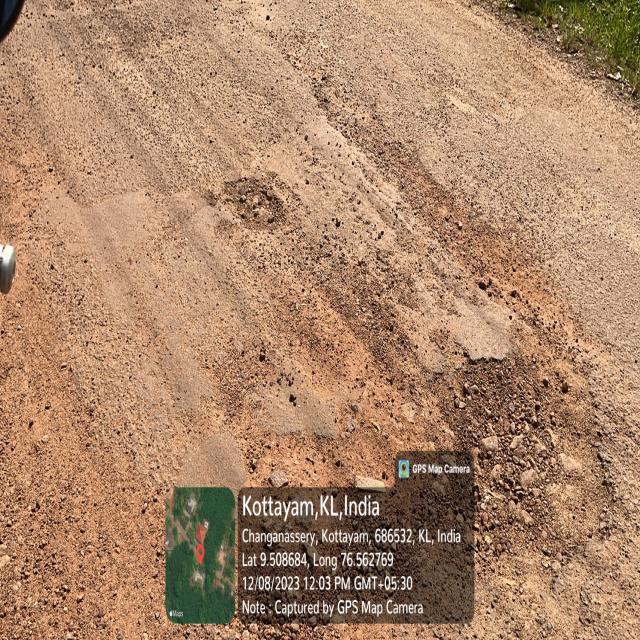 GPS Map Camera
Kottayam,KL,India
Changanassery, Kottayam, 686532, KL, India
Lat 9.508684, Long 76.562769
12/08/2023 12:03 PM GMT+05:30
Note : Captured by GPS Map Camera
Maps